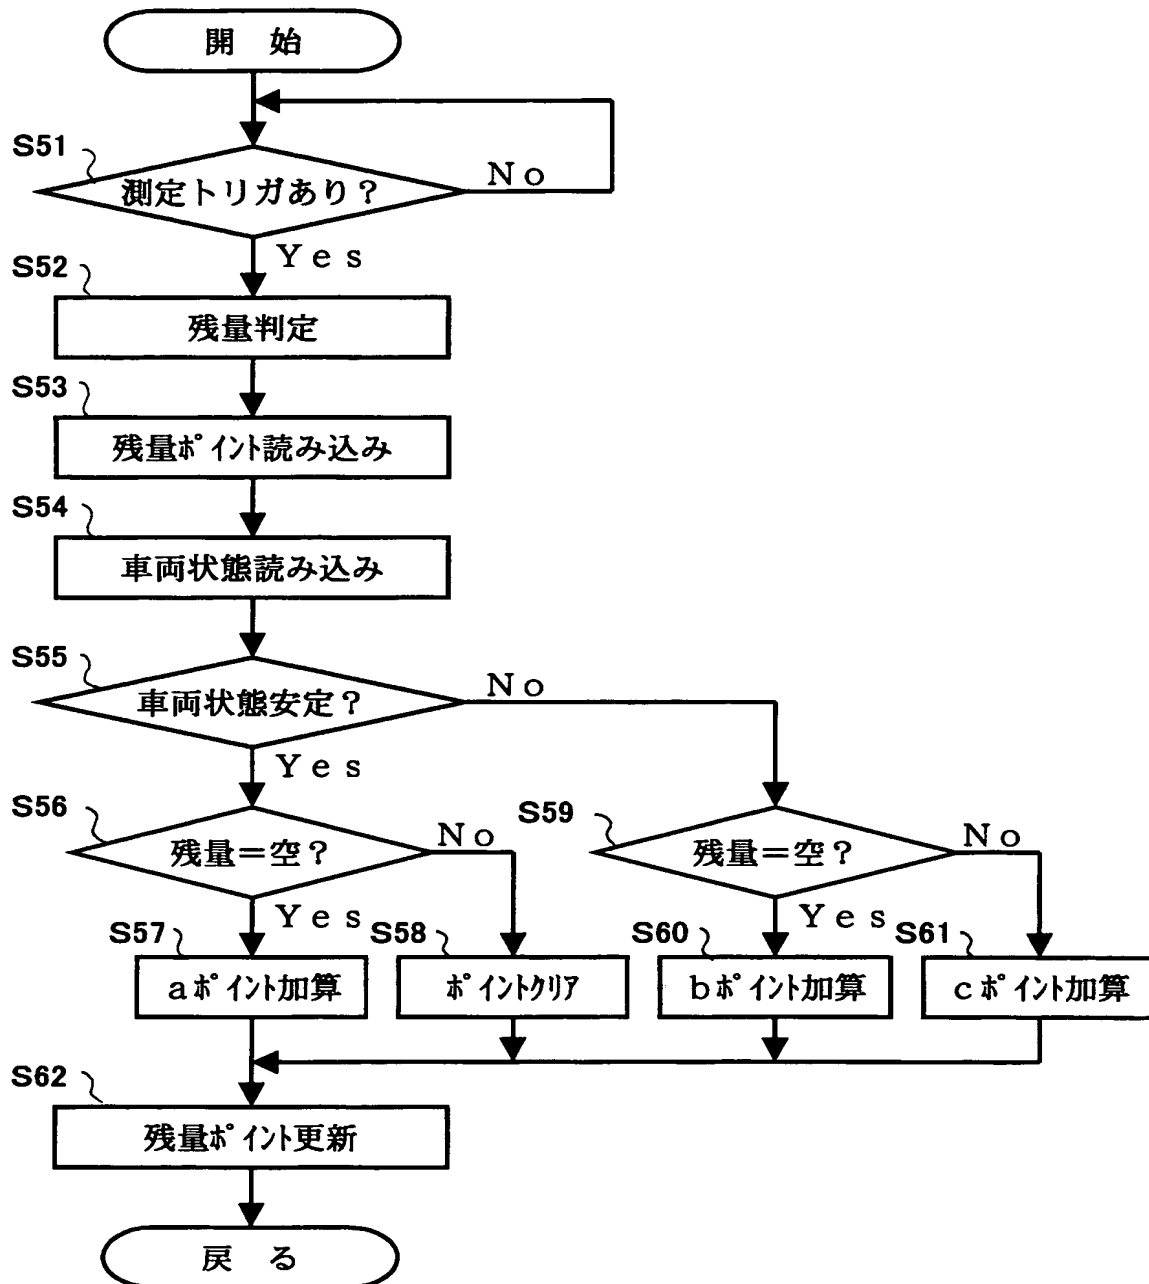 開 始
S51
測定トリガあり？
No
Yes
S52
残量判定
S53
残量ﾎﾟｲﾝﾄ読み込み
S54
車両状態読み込み
S55
車両状態安定？
No
Yes
S56
残量＝空？
No
S59
残量＝空？
No
Yes
Yes
S57
S58
S60
S61
aﾎﾟｲﾝﾄ加算
ﾎﾟｲﾝﾄｸﾘｱ
bﾎﾟｲﾝﾄ加算
cﾎﾟｲﾝﾄ加算
S62
残量ﾎﾟｲﾝﾄ更新
戻 る